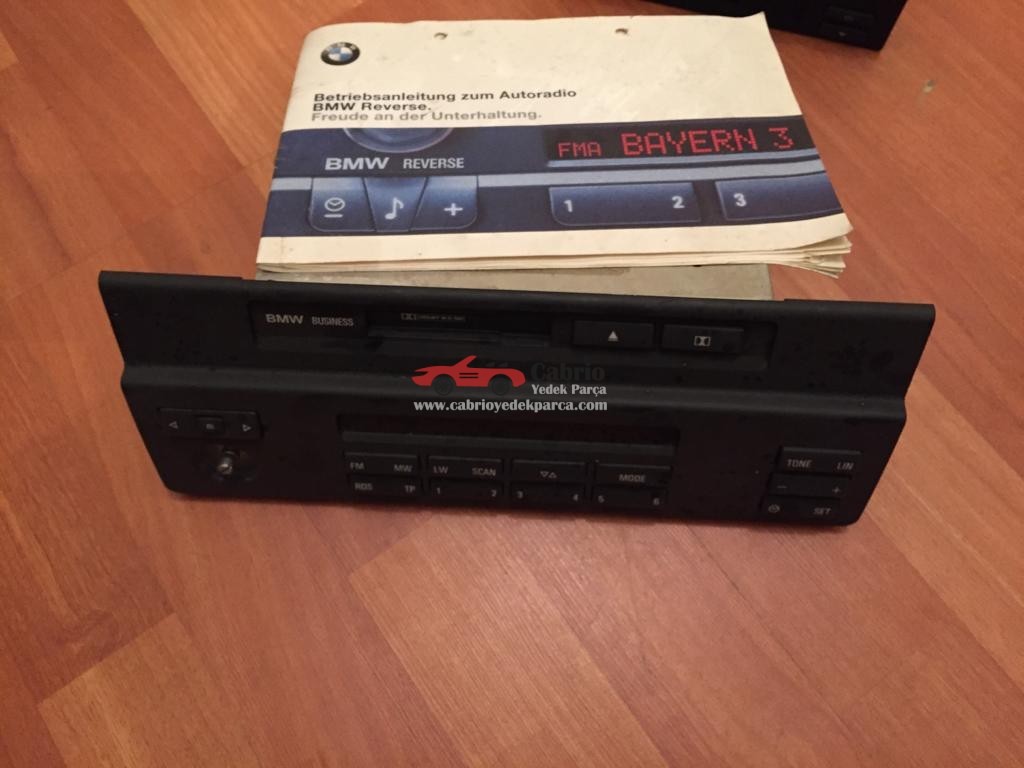 BMW
Betriebsanleitung zum Autoradio
BMW Reverse.
Freude an der Unterhaltung.
FMA BAYERN 3
BMW REVERSE
+ 1 2 3
BMW BUSINESS
Cabrio
Yedek Parça
www.cabrioyedekparca.com
FM MW LW SCAN MODE TONE LIN
RDS TP 1 2 3 4 5 6 − +
SET